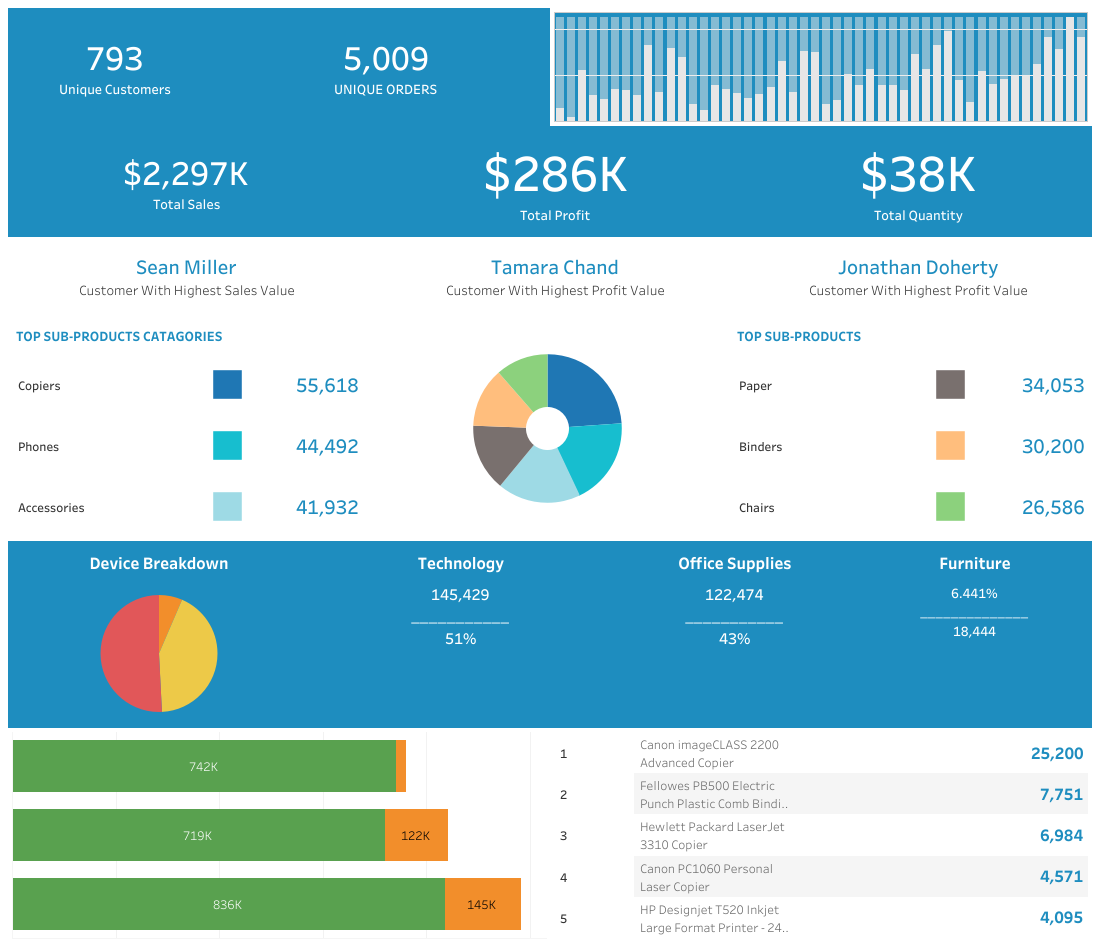 793
Unique Customers
5,009
UNIQUE ORDERS
$2,297K
Total Sales
$286K
Total Profit
$38K
Total Quantity
Sean Miller
Customer With Highest Sales Value
Tamara Chand
Customer With Highest Profit Value
Jonathan Doherty
Customer With Highest Profit Value
TOP SUB-PRODUCTS CATAGORIES
Copiers
55,618
Phones
44,492
Accessories
41,932
TOP SUB-PRODUCTS
Paper
34,053
Binders
30,200
Chairs
26,586
Device Breakdown
Technology
145,429
___________
51%
Office Supplies
122,474
___________
43%
Furniture
6.441%
______________
18,444
742K
719K
122K
836K
145K
1
Canon imageCLASS 2200
Advanced Copier
25,200
2
Fellowes PB500 Electric
Punch Plastic Comb Bindi..
7,751
3
Hewlett Packard LaserJet
3310 Copier
6,984
4
Canon PC1060 Personal
Laser Copier
4,571
5
HP Designjet T520 Inkjet
Large Format Printer - 24..
4,095